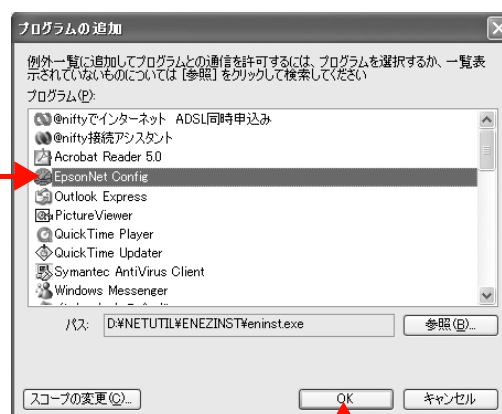 プログラムの追加
例外一覧に追加してプログラムとの通信を許可するには、プログラムを選択するか、一覧表
示されていないものについては [参照] をクリックして検索してください
プログラム(P):
@niftyでインターネット ADSL同時申込み
@nifty接続アシスタント
Acrobat Reader 5.0
EpsonNet Config
Outlook Express
PictureViewer
QuickTime Player
QuickTime Updater
Symantec AntiVirus Client
Windows Messenger
パス: D:¥NETUTIL¥ENEZINST¥eninst.exe 参照(B)...
スコープの変更(C)... OK キャンセル